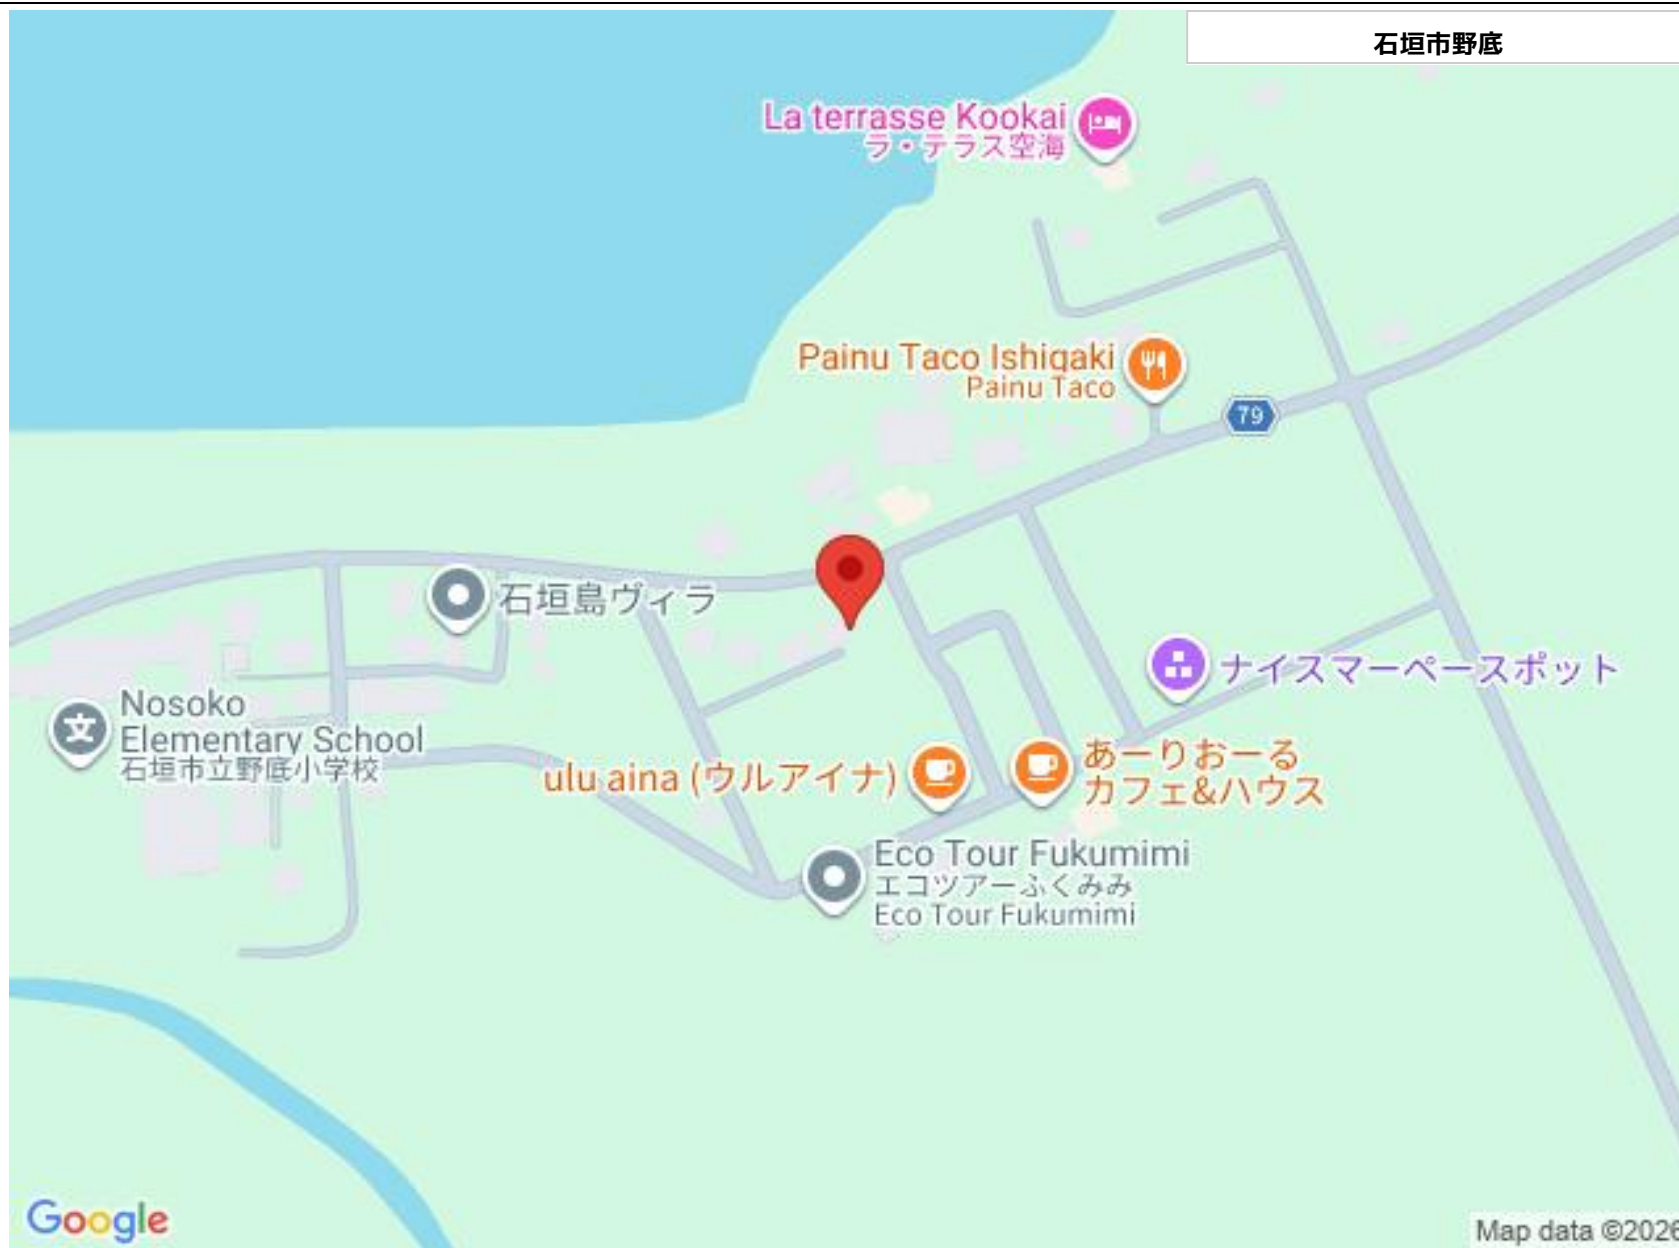 石垣市野底
La terrasse Kookai
ラ・テラス空海
Painu Taco Ishigaki
Painu Taco
79
石垣島ヴィラ
ナイスマーペースポット
Nosoko
Elementary School
石垣市立野底小学校
文
ulu aina (ウルアイナ)
あーりおーる
カフェ&ハウス
Eco Tour Fukumimi
エコツアーふくみみ
Eco Tour Fukumimi
Google
Map data ©2026